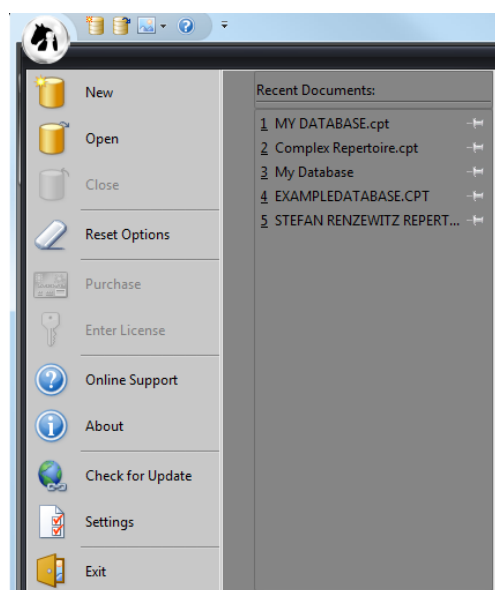 New
Open
Close
Reset Options
Purchase
Enter License
Online Support
About
Check for Update
Settings
Exit
Recent Documents:
1 MY DATABASE.cpt
2 Complex Repertoire.cpt
3 My Database
4 EXAMPLEDATABASE.CPT
5 STEFAN RENZEWITZ REPERT...